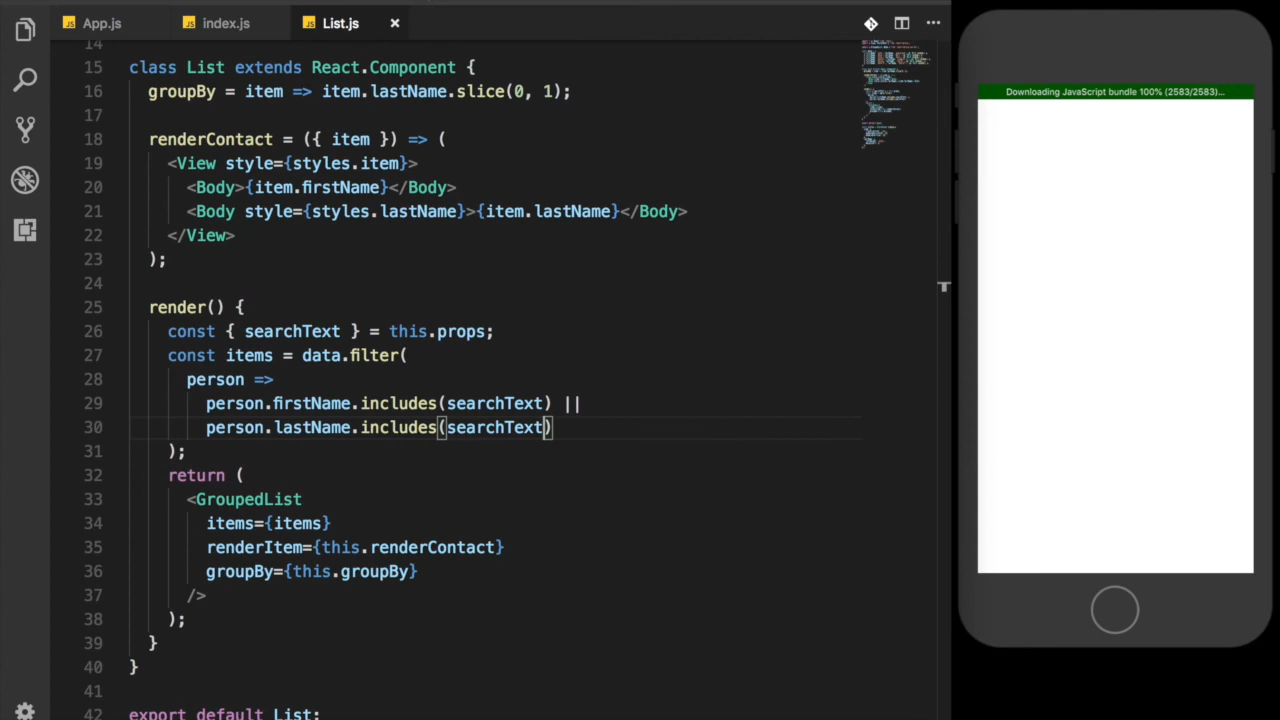 JS App.js JS index.js JS List.js ×
14
15 class List extends React.Component {
16 groupBy = item => item.lastName.slice(0, 1);
17
18 renderContact = ({ item }) => (
19 <View style={styles.item}>
20 <Body>{item.firstName}</Body>
21 <Body style={styles.lastName}>{item.lastName}</Body>
22 </View>
23 );
24
25 render() {
26 const { searchText } = this.props;
27 const items = data.filter(
28 person =>
29 person.firstName.includes(searchText) ||
30 person.lastName.includes(searchText)
31 );
32 return (
33 <GroupedList
34 items={items}
35 renderItem={this.renderContact}
36 groupBy={this.groupBy}
37 />
38 );
39 }
40 }
41
42 export default List;
Downloading JavaScript bundle 100% (2583/2583)...